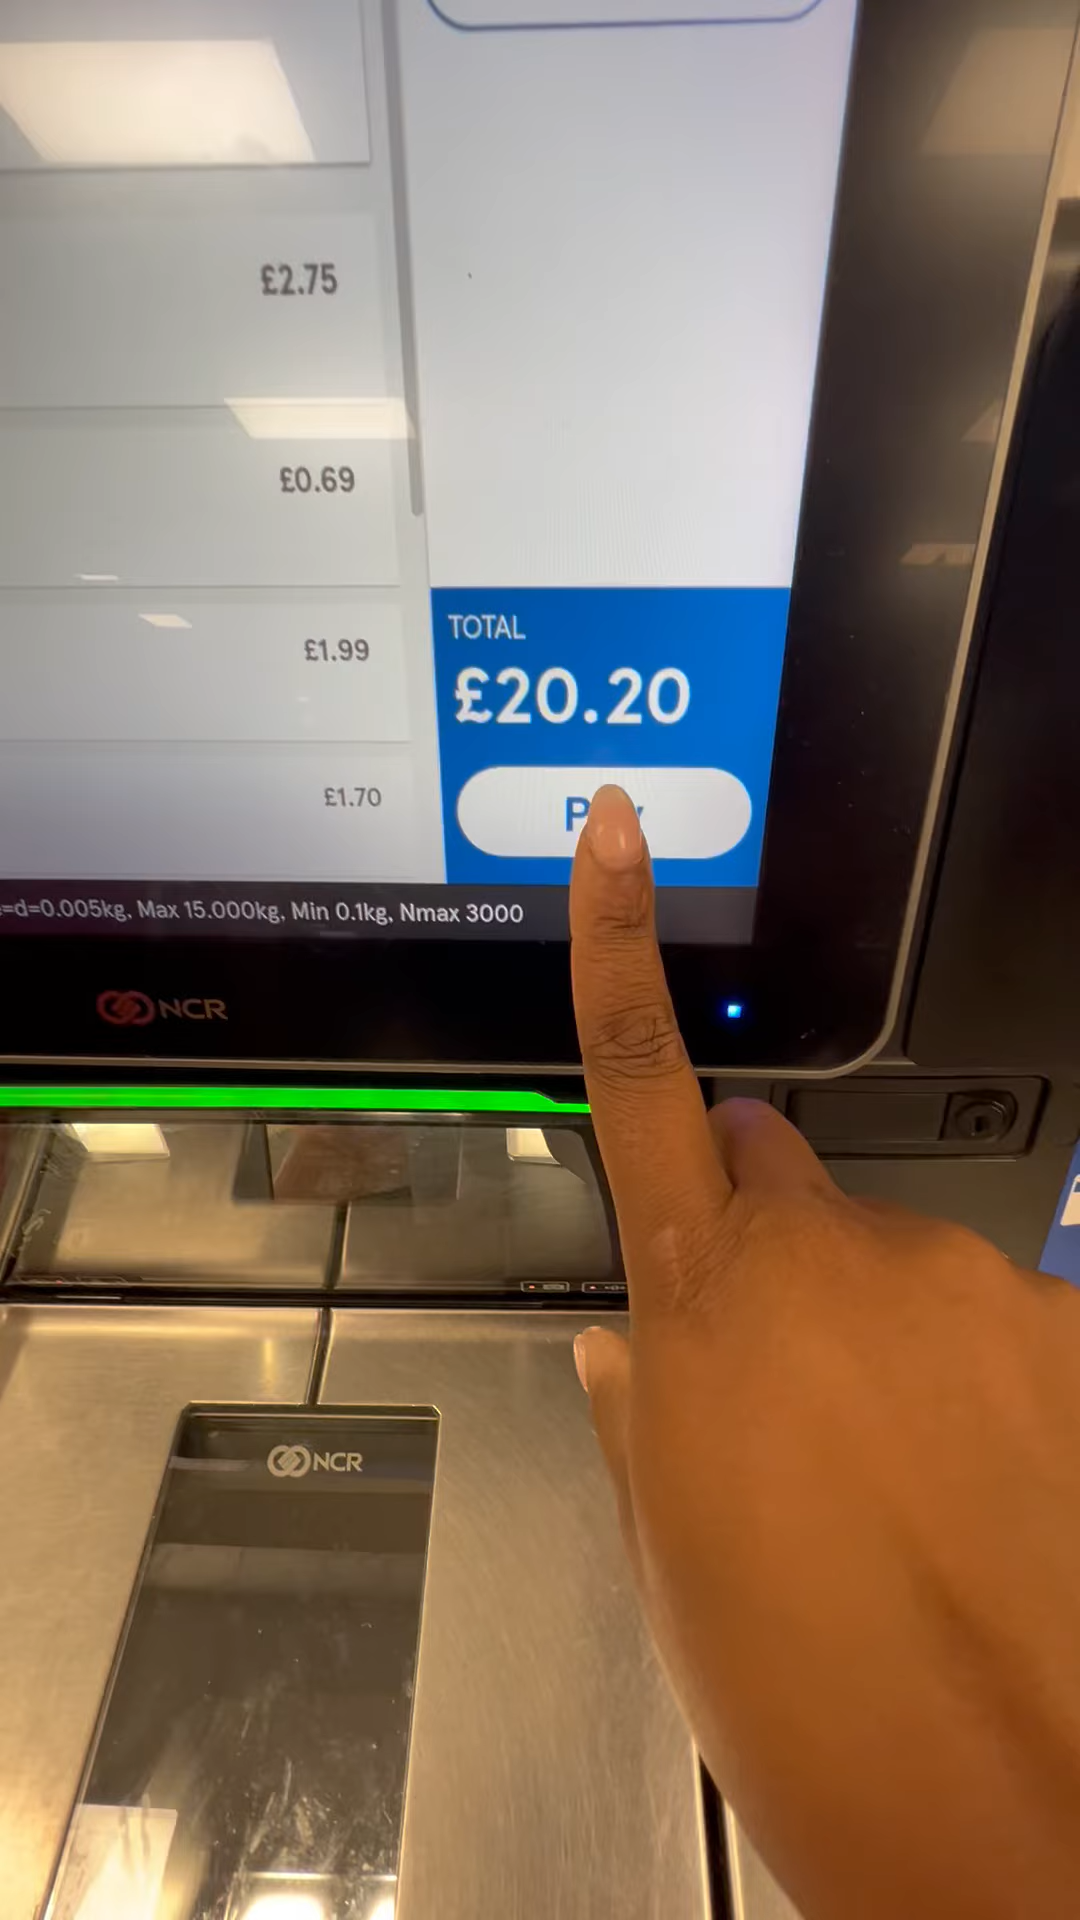 £2.75
£0.69
£1.99
£1.70
TOTAL
£20.20
=d=0.005kg, Max 15.000kg, Min 0.1kg, Nmax 3000
NCR
NCR